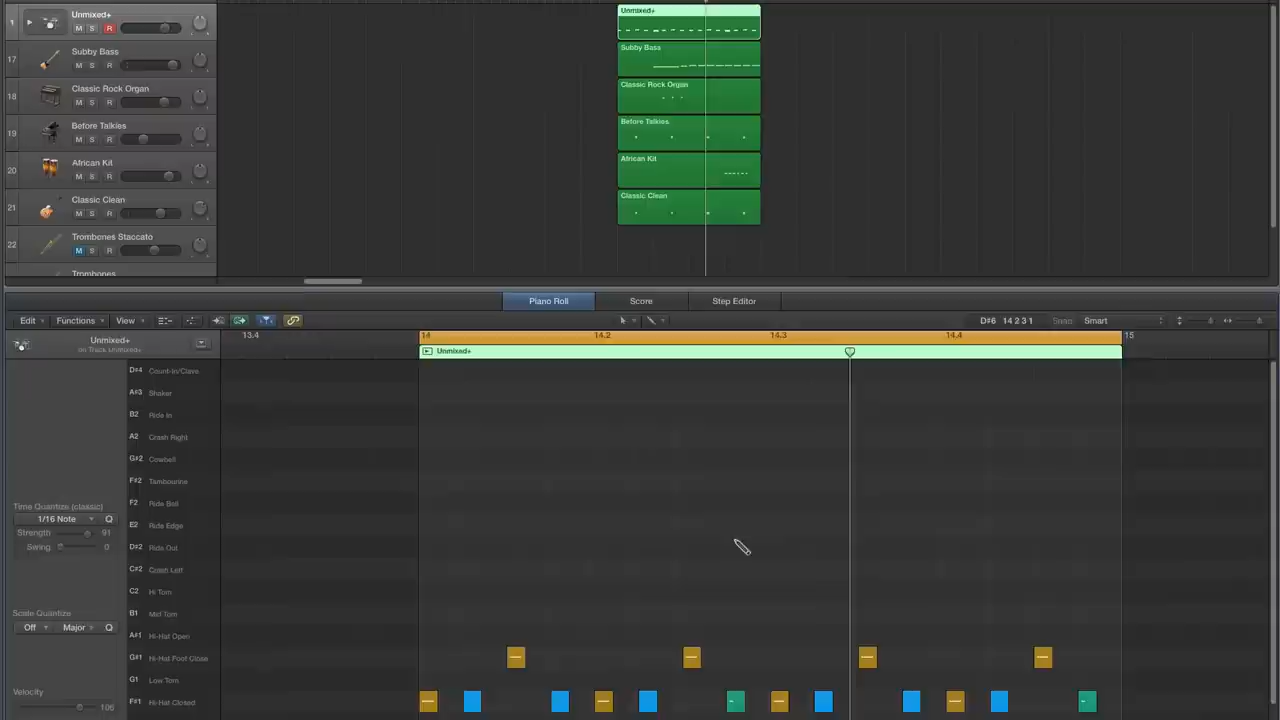 1 Unmixed+ Unmixed+
M S R
17 Subby Bass Subby Bass
M S R
18 Classic Rock Organ Classic Rock Organ
M S R
19 Before Talkies Before Talkies
M S R
20 African Kit African Kit
M S R
21 Classic Clean Classic Clean
M S R
22 Trombones Staccato
M S R
Trombones
Piano Roll Score Step Editor
Edit Functions View D#6 14 2 3 1 Snap: Smart
13.4 14 14.2 14.3 14.4 15
Unmixed+
on Track Unmixed+
Unmixed+
D#4 Count-In/Clave
A#3 Shaker
B2 Ride In
A2 Crash Right
G#2 Cowbell
F#2 Tambourine
F2 Ride Bell
E2 Ride Edge
D#2 Ride Out
C#2 Crash Left
C2 Hi Tom
B1 Mid Tom
A#1 Hi-Hat Open
G#1 Hi-Hat Foot Close
G1 Low Tom
F#1 Hi-Hat Closed
Time Quantize (classic)
1/16 Note Q
Strength 91
Swing 0
Scale Quantize
Off Major Q
Velocity 106